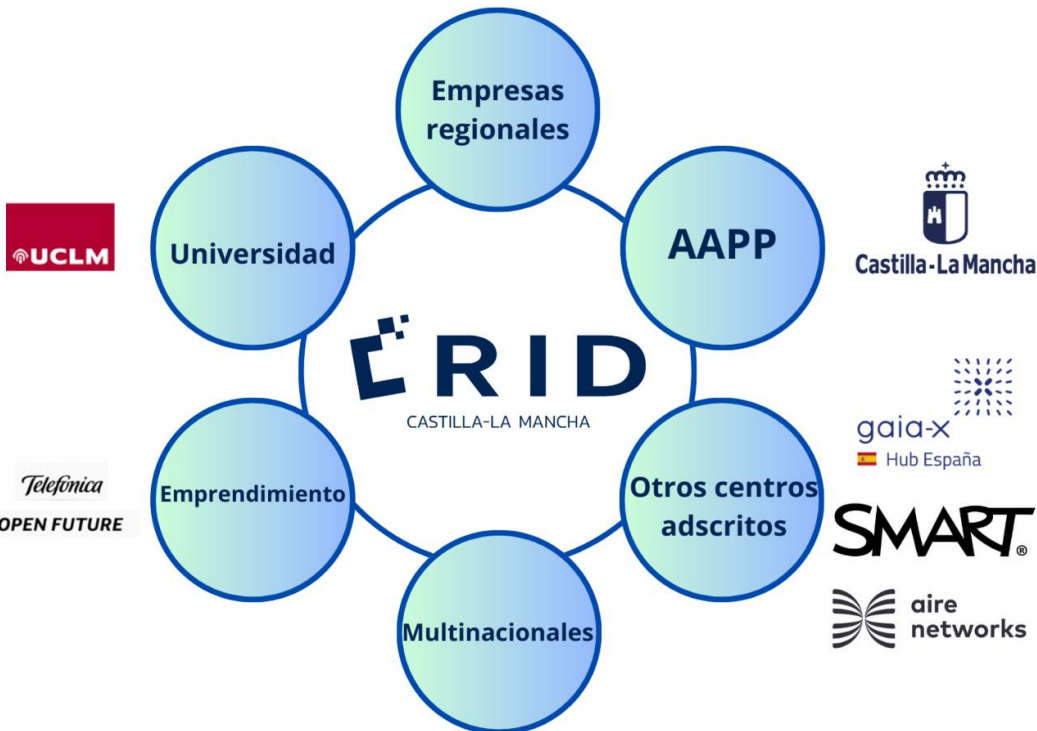 Empresas
regionales
UCLM
Universidad
AAPP
Castilla-La Mancha
CRID
CASTILLA-LA MANCHA
gaia-x
Hub España
Telefónica
OPEN FUTURE
Emprendimiento
Otros centros
adscritos
SMART®
aire
networks
Multinacionales